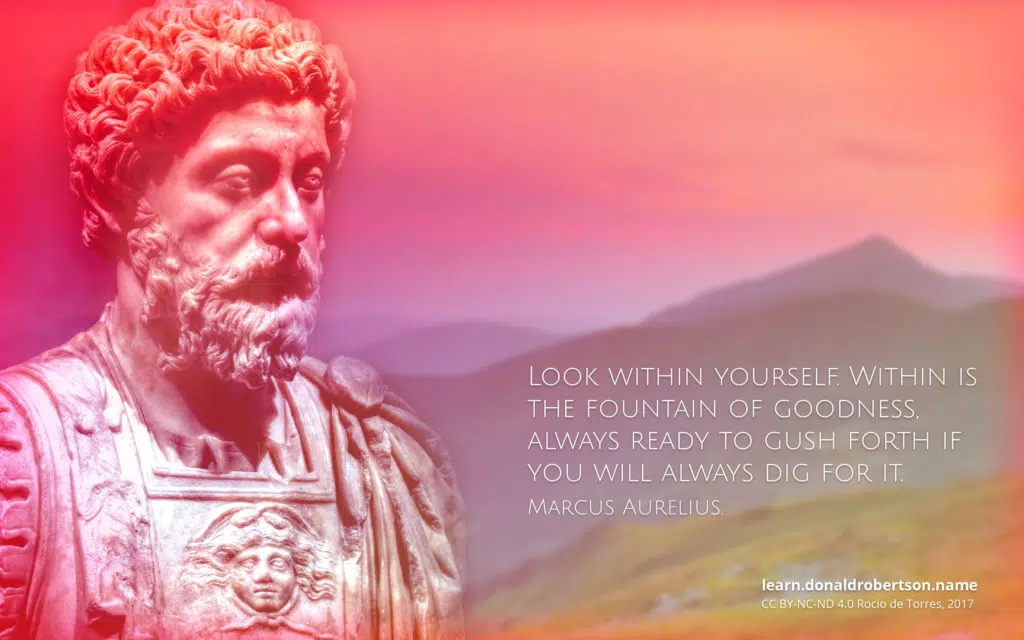 Look within yourself. Within is
the fountain of goodness,
always ready to gush forth if
you will always dig for it.
Marcus Aurelius.
learn.donaldrobertson.name
CC BY-NC-ND 4.0 Rocio de Torres, 2017